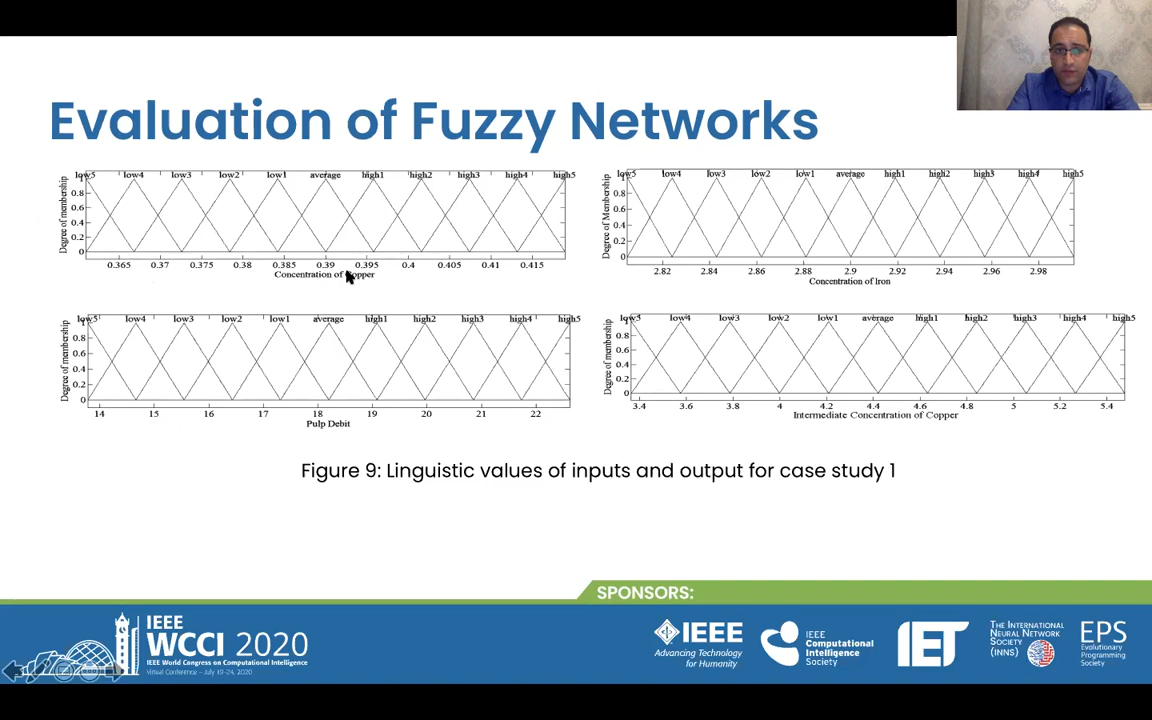 Evaluation of Fuzzy Networks
low5 low4 low3 low2 low1 average high1 high2 high3 high4 high5
Degree of membership
1
0.8
0.6
0.4
0.2
0
0.365 0.37 0.375 0.38 0.385 0.39 0.395 0.4 0.405 0.41 0.415
Concentration of Copper
low5 low4 low3 low2 low1 average high1 high2 high3 high4 high5
Degree of Membership
1
0.8
0.6
0.4
0.2
0
2.82 2.84 2.86 2.88 2.9 2.92 2.94 2.96 2.98
Concentration of Iron
low5 low4 low3 low2 low1 average high1 high2 high3 high4 high5
Degree of membership
1
0.8
0.6
0.4
0.2
0
14 15 16 17 18 19 20 21 22
Pulp Debit
low5 low4 low3 low2 low1 average high1 high2 high3 high4 high5
Degree of membership
1
0.8
0.6
0.4
0.2
0
3.4 3.6 3.8 4 4.2 4.4 4.6 4.8 5 5.2 5.4
Intermediate Concentration of Copper
Figure 9: Linguistic values of inputs and output for case study 1
SPONSORS:
IEEE
WCCI 2020
IEEE World Congress on Computational Intelligence
Virtual Conference – July 19-24, 2020
IEEE
Advancing Technology
for Humanity
IEEE
Computational
Intelligence
Society
IET
THE INTERNATIONAL
NEURAL NETWORK
SOCIETY
(INNS)
EPS
Evolutionary
Programming
Society